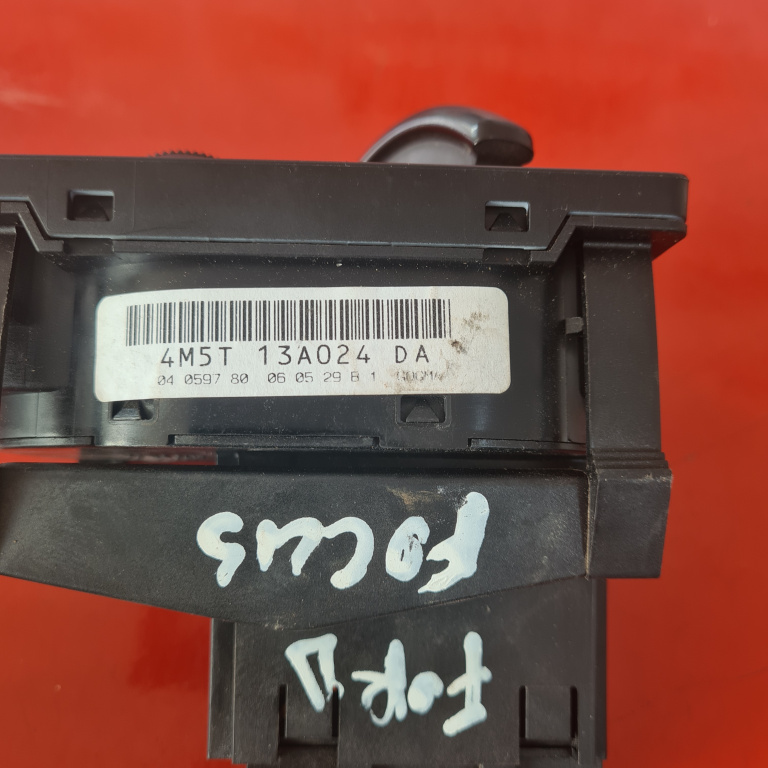 4M5T 13A024 DA
04 0597 80 06 05 29 B 1
FORD
FOCUS